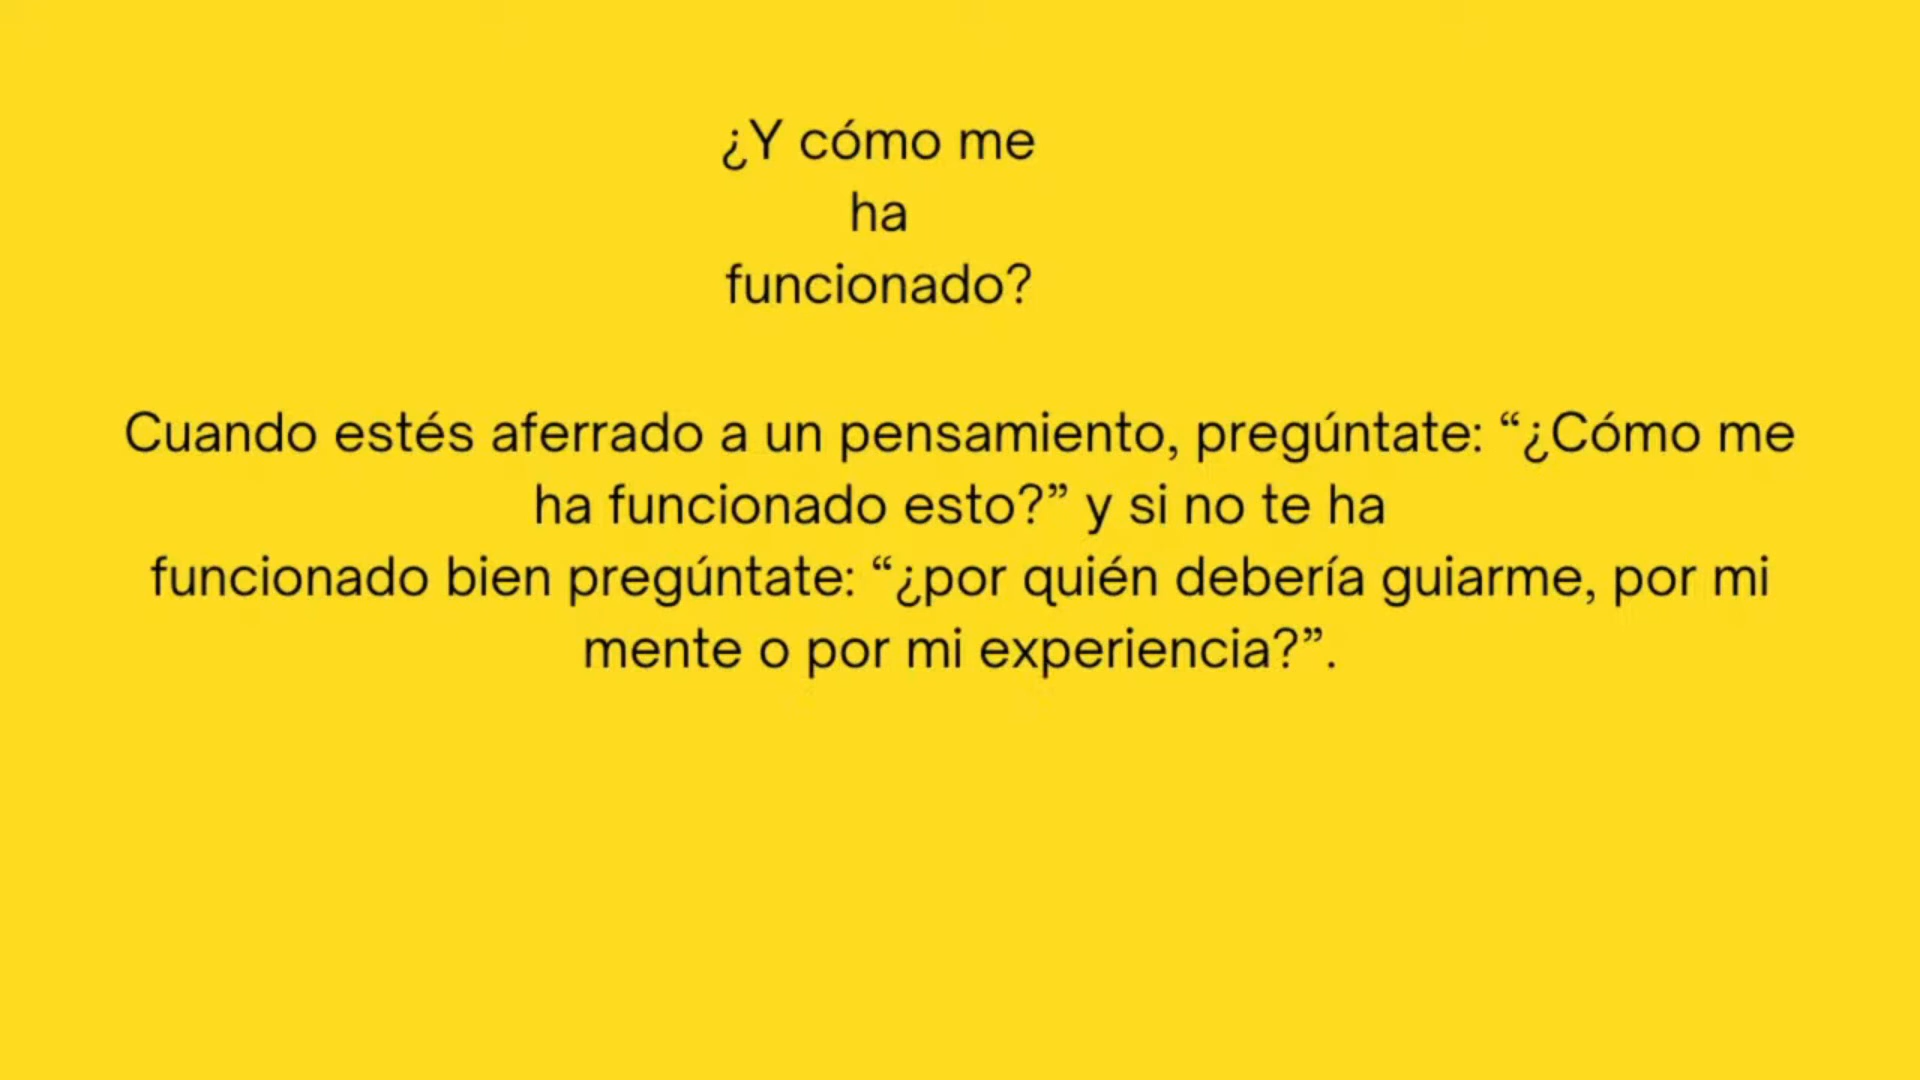 ¿Y cómo me
ha
funcionado?
Cuando estés aferrado a un pensamiento, pregúntate: “¿Cómo me
ha funcionado esto?” y si no te ha
funcionado bien pregúntate: “¿por quién debería guiarme, por mi
mente o por mi experiencia?”.